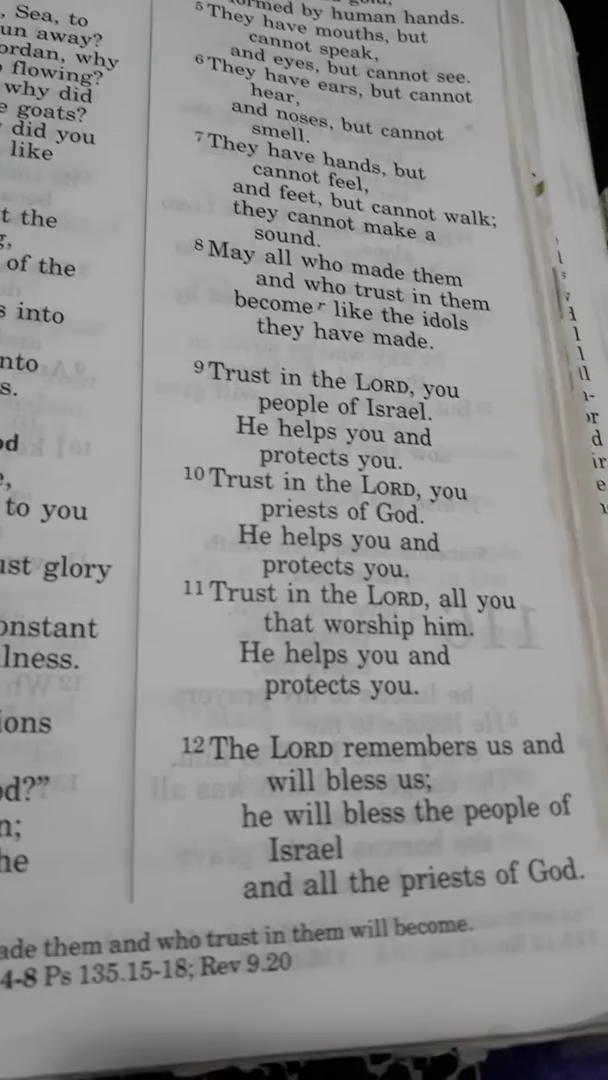 , Sea, to
un away?
ordan, why
flowing?
why did
e goats?
did you
like
t the
of the
s into
nto
s.
od
e,
to you
ust glory
onstant
lness.
ions
od?”
n;
he
ormed by human hands.
5 They have mouths, but
cannot speak,
and eyes, but cannot see.
6 They have ears, but cannot
hear,
and noses, but cannot
smell.
7 They have hands, but
cannot feel,
and feet, but cannot walk;
they cannot make a
sound.
8 May all who made them
and who trust in them
become r like the idols
they have made.
9 Trust in the LORD, you
people of Israel.
He helps you and
protects you.
10 Trust in the LORD, you
priests of God.
He helps you and
protects you.
11 Trust in the LORD, all you
that worship him.
He helps you and
protects you.
12 The LORD remembers us and
will bless us;
he will bless the people of
Israel
and all the priests of God.
ade them and who trust in them will become.
4-8 Ps 135.15-18; Rev 9.20